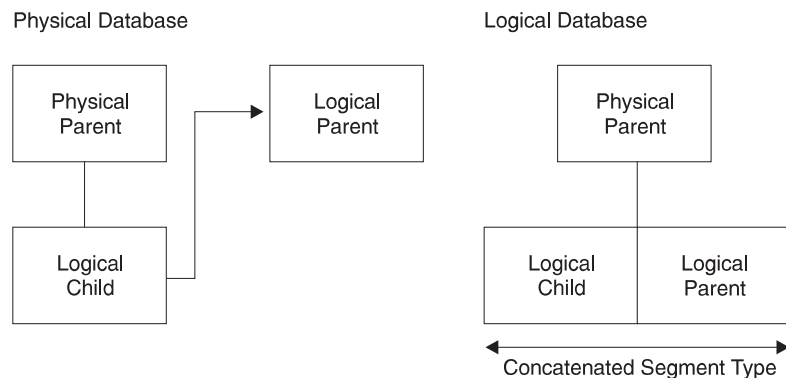 Physical Database
Logical Database
Physical
Parent
Logical
Parent
Physical
Parent
Logical
Child
Logical
Child
Logical
Parent
Concatenated Segment Type